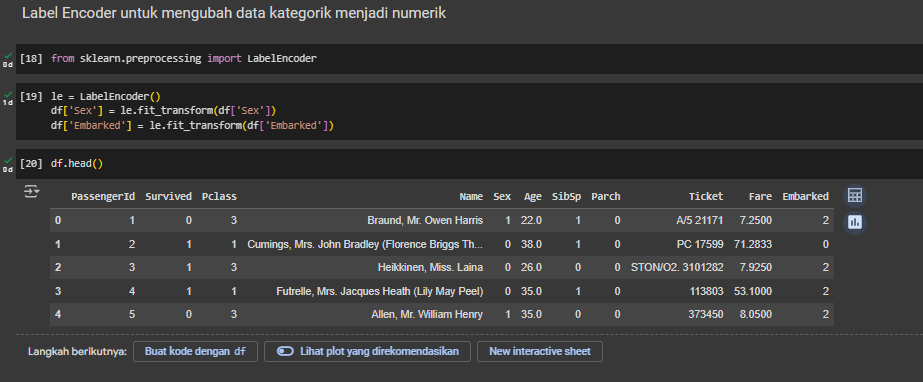 Label Encoder untuk mengubah data kategorik menjadi numerik
0d
[18] from sklearn.preprocessing import LabelEncoder
1d
[19] le = LabelEncoder()
df['Sex'] = le.fit_transform(df['Sex'])
df['Embarked'] = le.fit_transform(df['Embarked'])
0d
[20] df.head()
PassengerId Survived Pclass Name Sex Age SibSp Parch Ticket Fare Embarked
0 1 0 3 Braund, Mr. Owen Harris 1 22.0 1 0 A/5 21171 7.2500 2
1 2 1 1 Cumings, Mrs. John Bradley (Florence Briggs Th... 0 38.0 1 0 PC 17599 71.2833 0
2 3 1 3 Heikkinen, Miss. Laina 0 26.0 0 0 STON/O2. 3101282 7.9250 2
3 4 1 1 Futrelle, Mrs. Jacques Heath (Lily May Peel) 0 35.0 1 0 113803 53.1000 2
4 5 0 3 Allen, Mr. William Henry 1 35.0 0 0 373450 8.0500 2
Langkah berikutnya: Buat kode dengan df Lihat plot yang direkomendasikan New interactive sheet